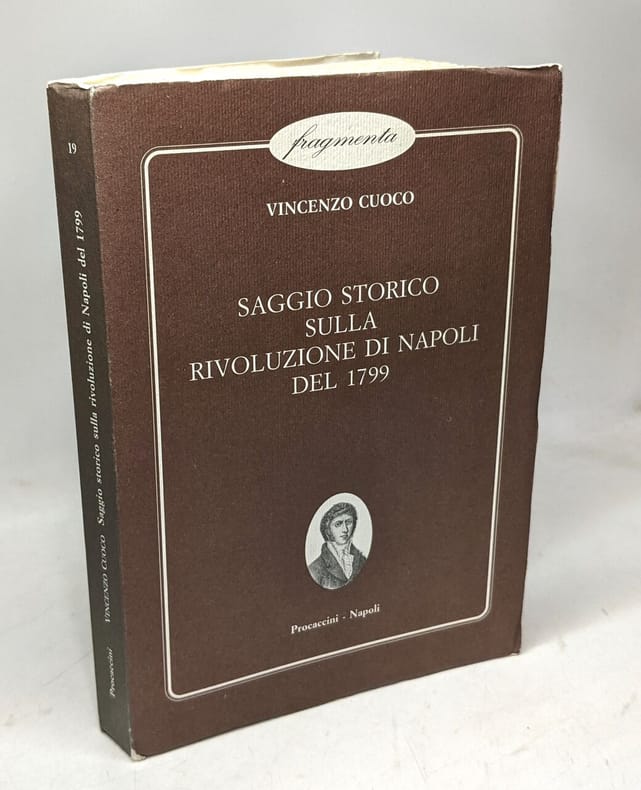 fragmenta
VINCENZO CUOCO
SAGGIO STORICO
SULLA
RIVOLUZIONE DI NAPOLI
DEL 1799
Procaccini - Napoli
19
Procaccini VINCENZO CUOCO Saggio storico sulla rivoluzione di Napoli del 1799